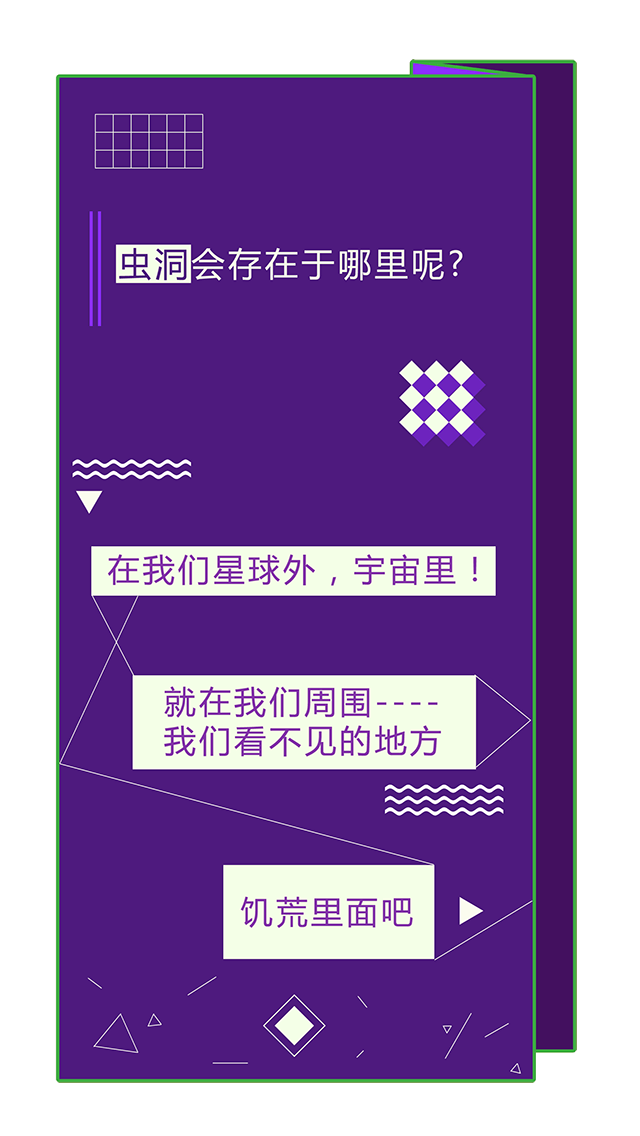 虫洞会存在于哪里呢?
在我们星球外，宇宙里！
就在我们周围----
我们看不见的地方
饥荒里面吧